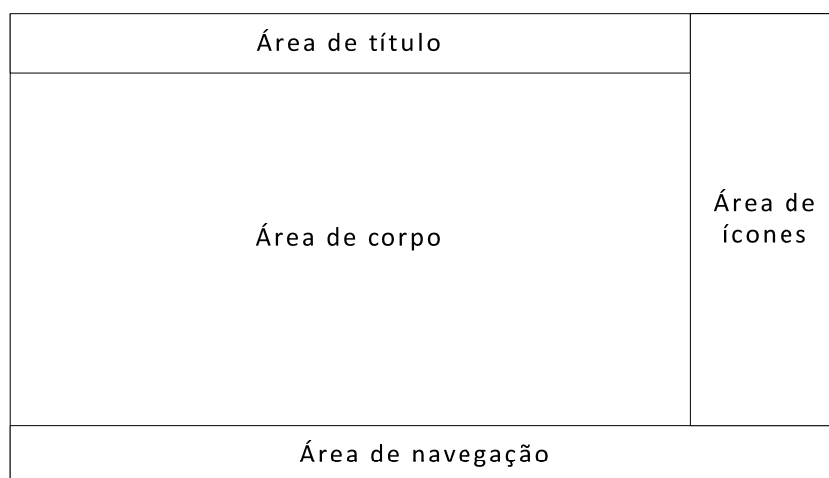 Área de título
Área de corpo
Área de
ícones
Área de navegação